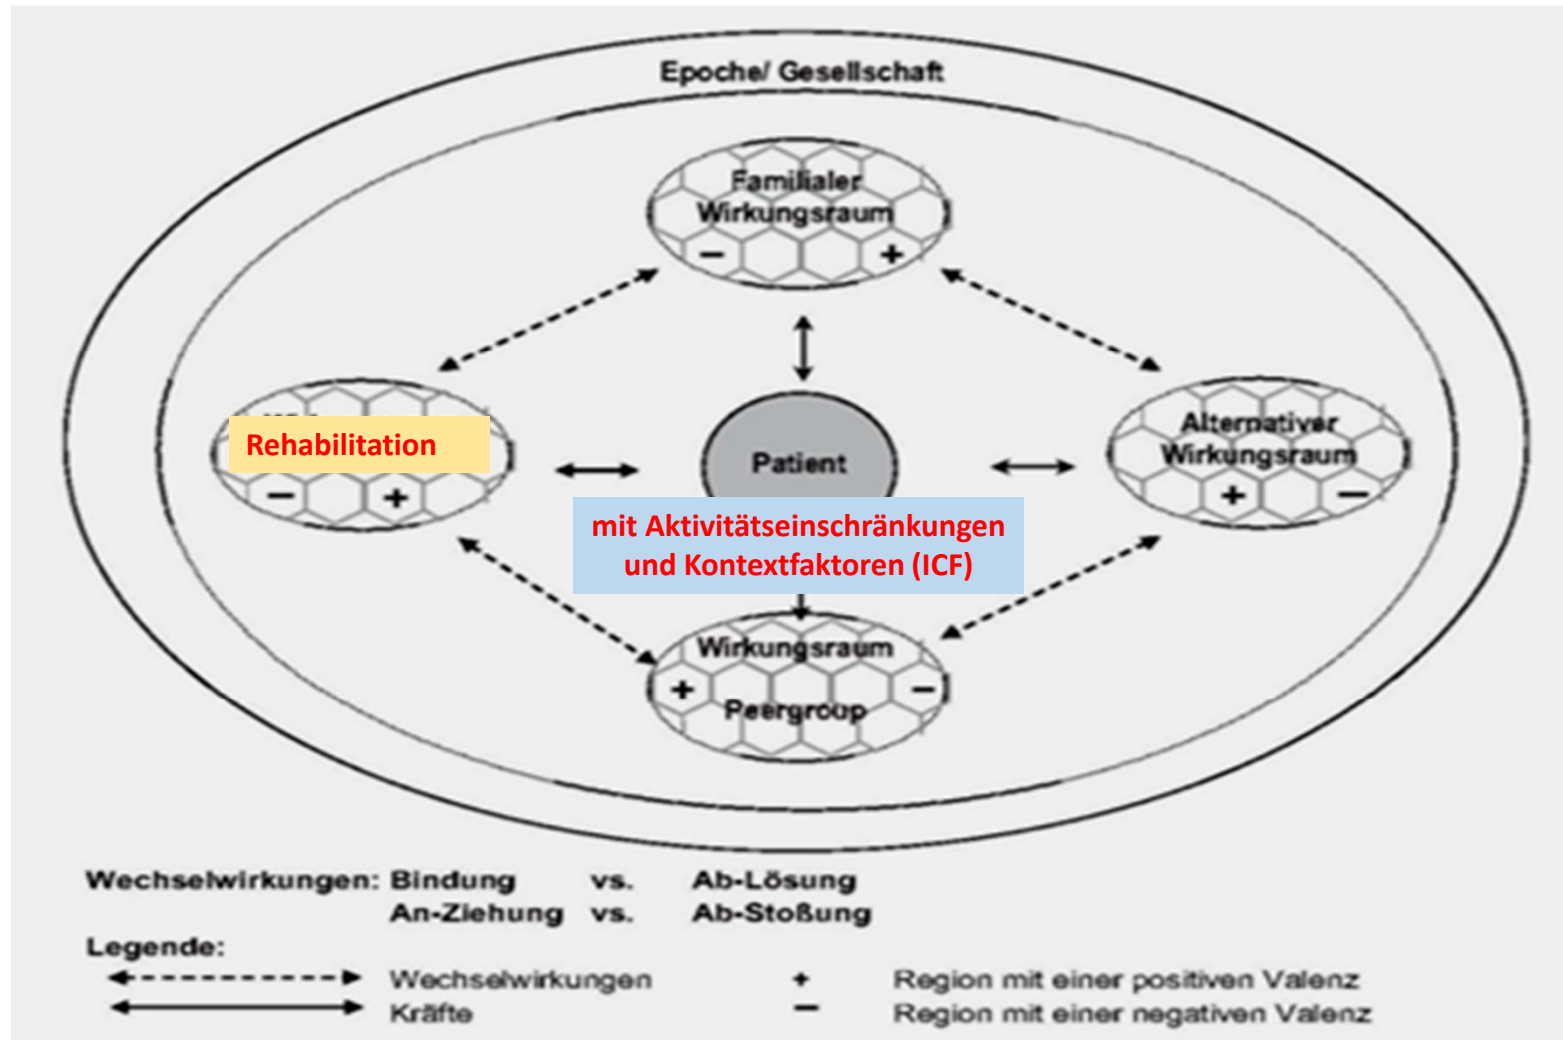 Epoche/ Gesellschaft
Familialer
Wirkungsraum
− +
Rehabilitation
− +
Patient
mit Aktivitätseinschränkungen
und Kontextfaktoren (ICF)
Alternativer
Wirkungsraum
+ −
Wirkungsraum
+ −
Peergroup
Wechselwirkungen: Bindung vs. Ab-Lösung
An-Ziehung vs. Ab-Stoßung
Legende:
Wechselwirkungen + Region mit einer positiven Valenz
Kräfte − Region mit einer negativen Valenz